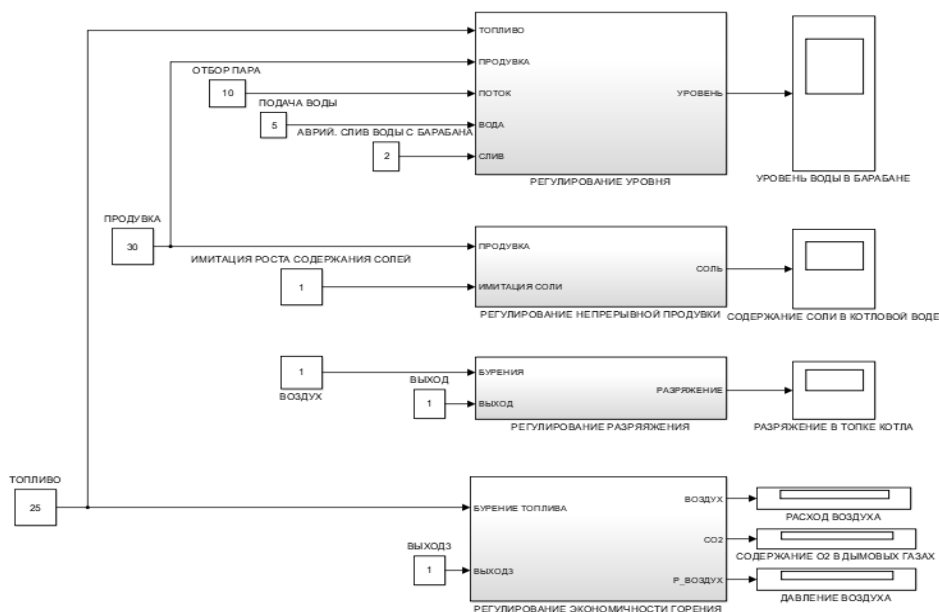 ТОПЛИВО
ПРОДУВКА
ОТБОР ПАРА
10
ПОТОК
УРОВЕНЬ
ПОДАЧА ВОДЫ
5
ВОДА
АВРИЙ. СЛИВ ВОДЫ С БАРАБАНА
2
СЛИВ
РЕГУЛИРОВАНИЕ УРОВНЯ
УРОВЕНЬ ВОДЫ В БАРАБАНЕ
ПРОДУВКА
30
ПРОДУВКА
ИМИТАЦИЯ РОСТА СОДЕРЖАНИЯ СОЛЕЙ
1
СОЛЬ
ИМИТАЦИЯ СОЛИ
РЕГУЛИРОВАНИЕ НЕПРЕРЫВНОЙ ПРОДУВКИ
СОДЕРЖАНИЕ СОЛИ В КОТЛОВОЙ ВОДЕ
1
ВОЗДУХ
БУРЕНИЯ
ВЫХОД
1
ВЫХОД
РАЗРЯЖЕНИЕ
РЕГУЛИРОВАНИЕ РАЗРЯЯЖЕНИЯ
РАЗРЯЖЕНИЕ В ТОПКЕ КОТЛА
ТОПЛИВО
25
БУРЕНИЕ ТОПЛИВА
ВОЗДУХ
РАСХОД ВОЗДУХА
CO2
СОДЕРЖАНИЕ О2 В ДЫМОВЫХ ГАЗАХ
ВЫХОД3
1
ВЫХОД3
Р_ВОЗДУХ
ДАВЛЕНИЕ ВОЗДУХА
РЕГУЛИРОВАНИЕ ЭКОНОМИЧНОСТИ ГОРЕНИЯ